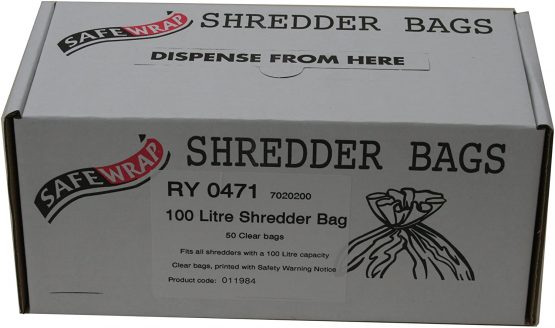 SAFEWRAP SHREDDER BAGS
DISPENSE FROM HERE
SAFEWRAP SHREDDER BAGS
RY 0471 7020200
100 Litre Shredder Bag
50 Clear bags
Fits all shredders with a 100 Litre capacity
Clear bags, printed with Safety Warning Notice
Product code: 011984